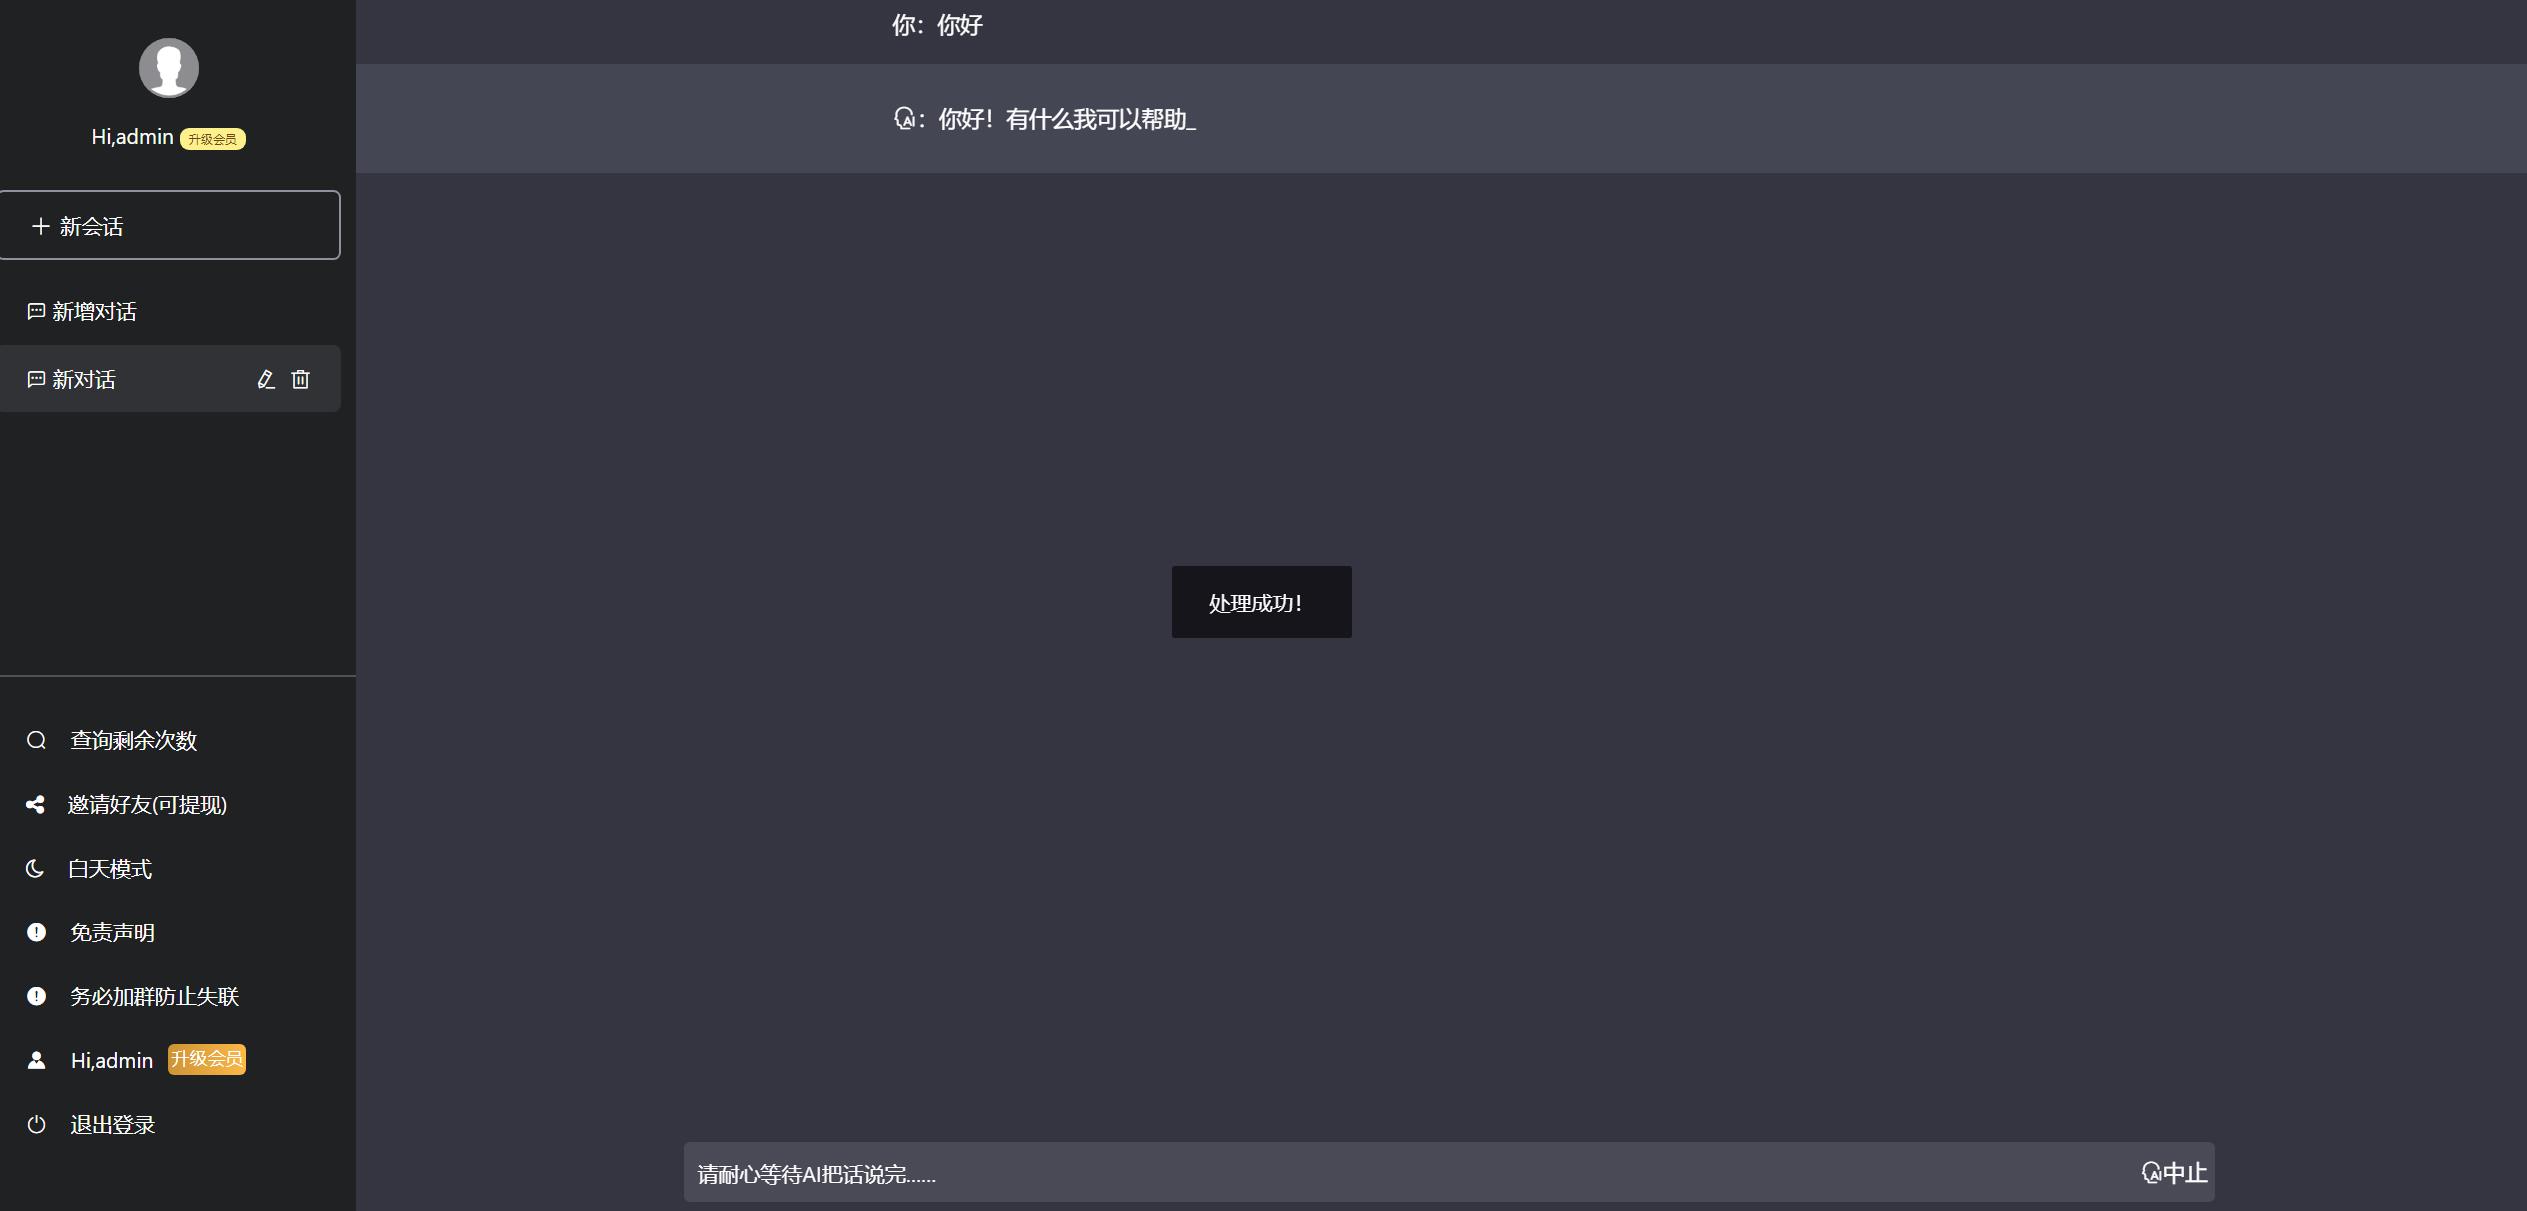 Hi,admin 升级会员
新会话
新增对话
新对话
查询剩余次数
邀请好友(可提现)
白天模式
免责声明
务必加群防止失联
Hi,admin 升级会员
退出登录
你：你好
AI：你好！有什么我可以帮助_
处理成功！
请耐心等待AI把话说完......
AI中止